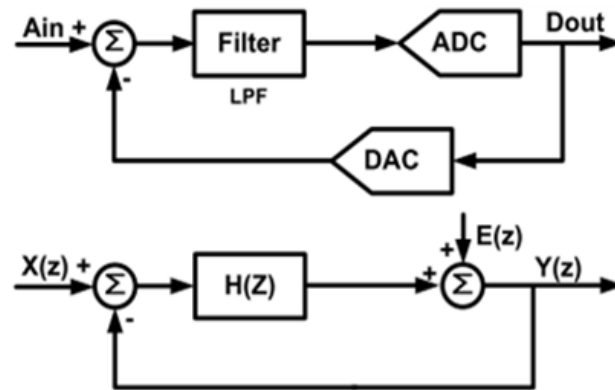 Ain + Σ Filter ADC Dout
LPF
-
DAC
E(z)
X(z) + Σ H(Z) + + Σ Y(z)
-